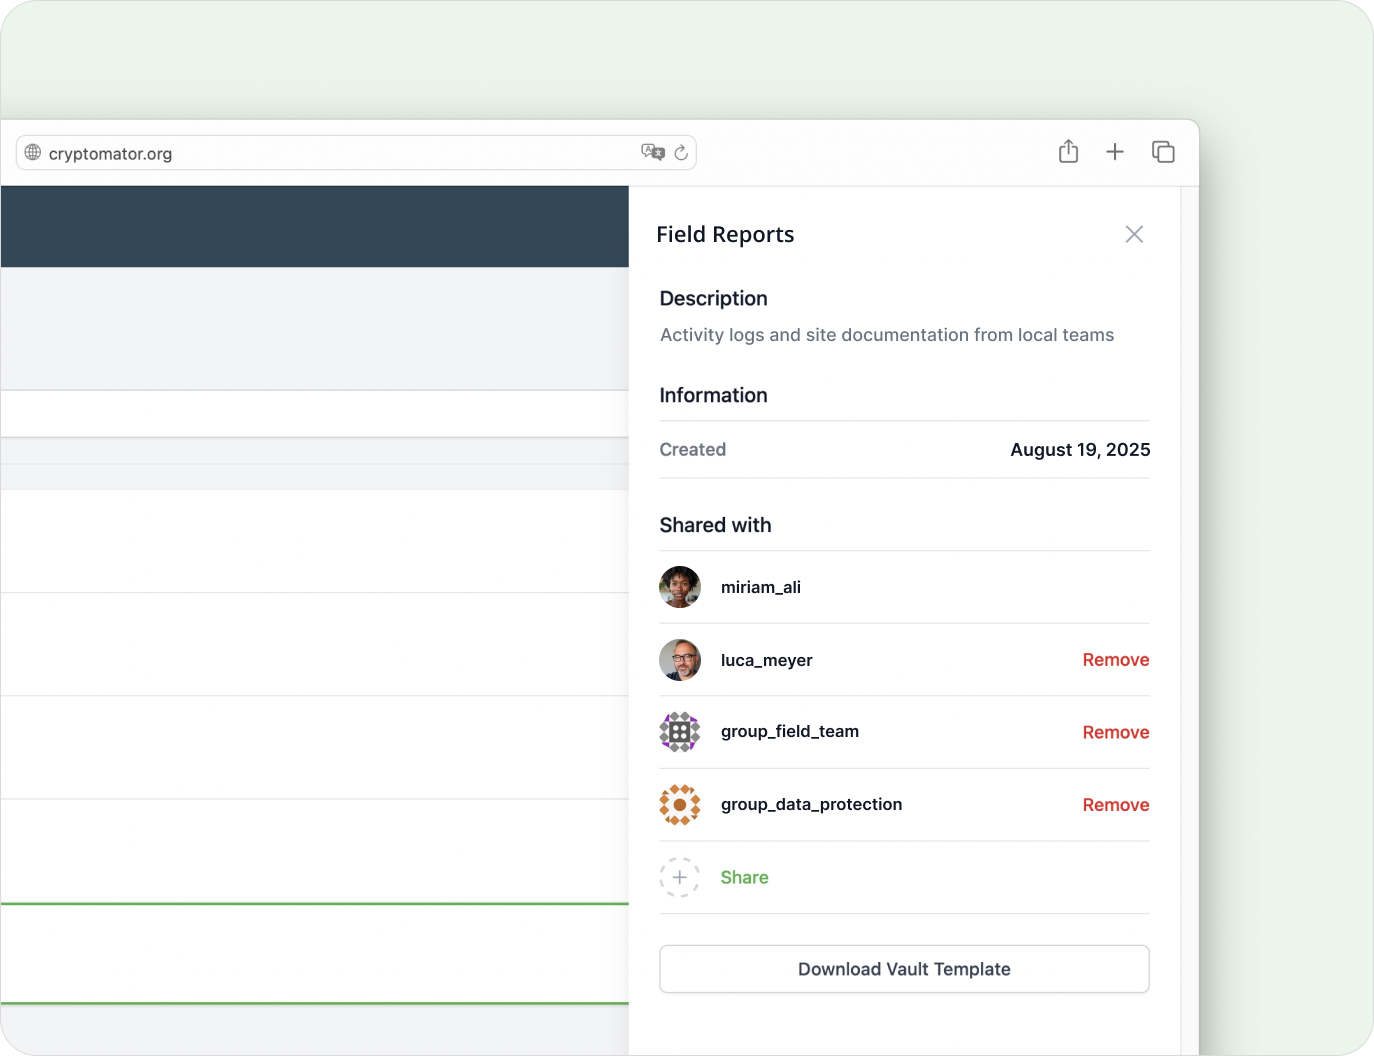 cryptomator.org
Field Reports
Description
Activity logs and site documentation from local teams
Information
Created August 19, 2025
Shared with
miriam_ali
luca_meyer Remove
group_field_team Remove
group_data_protection Remove
Share
Download Vault Template